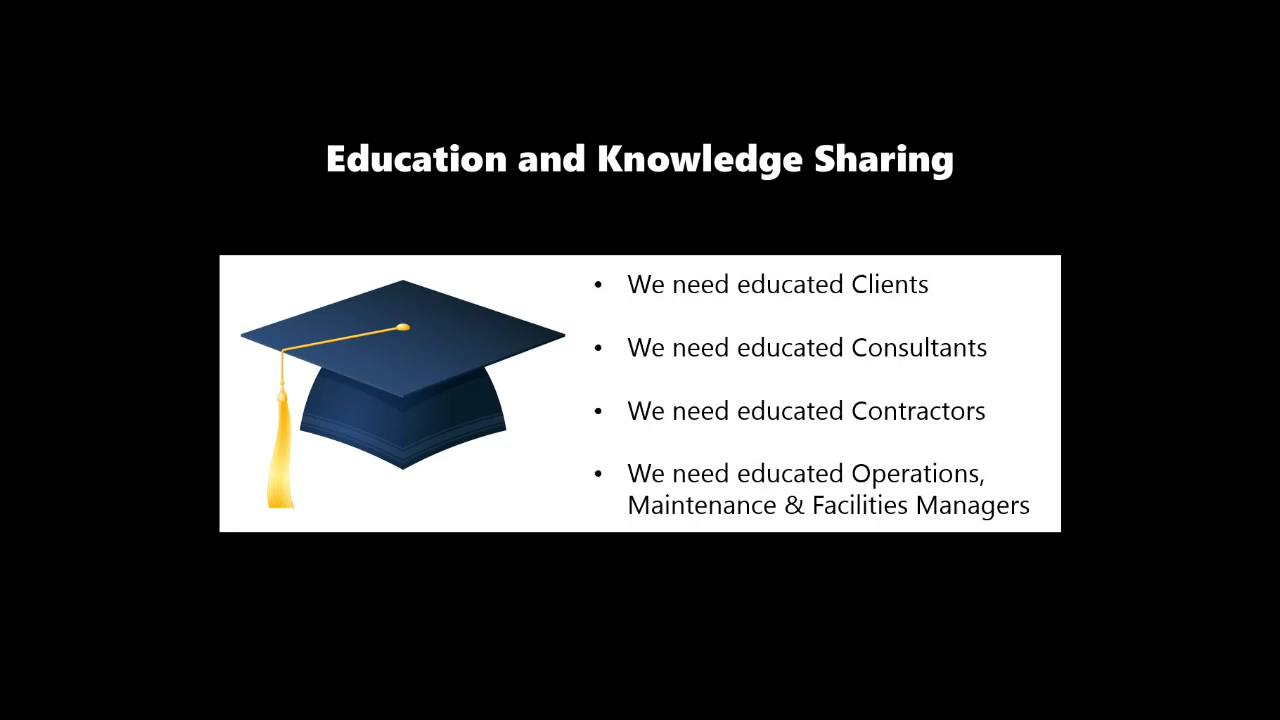 Education and Knowledge Sharing
• We need educated Clients
• We need educated Consultants
• We need educated Contractors
• We need educated Operations,
Maintenance & Facilities Managers